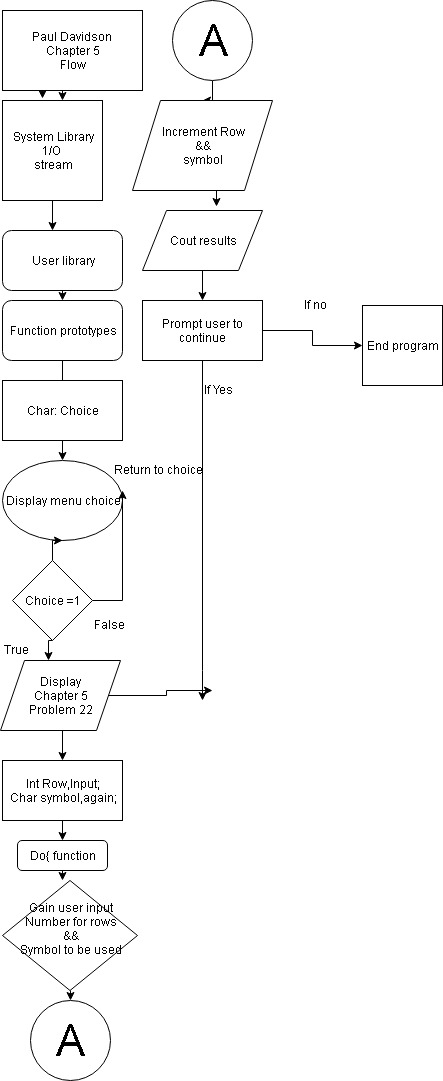 Paul Davidson
Chapter 5
Flow
System Library
1/O
stream
User library
Function prototypes
Char: Choice
Display menu choice
Return to choice
Choice =1
False
True
Display
Chapter 5
Problem 22
Int Row,Input;
Char symbol,again;
Do{ function
Gain user input
Number for rows
&&
Symbol to be used
A
A
Increment Row
&&
symbol
Cout results
Prompt user to
continue
If no
End program
If Yes